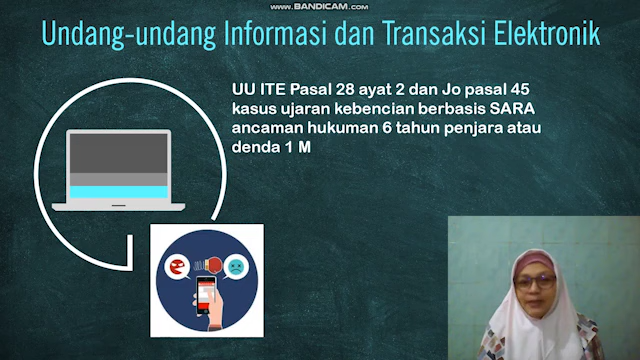 www.BANDICAM.com
Undang-undang Informasi dan Transaksi Elektronik
UU ITE Pasal 28 ayat 2 dan Jo pasal 45
kasus ujaran kebencian berbasis SARA
ancaman hukuman 6 tahun penjara atau
denda 1 M